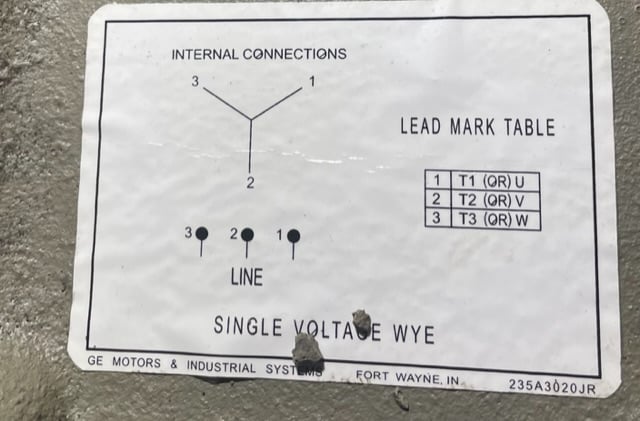 INTERNAL CONNECTIONS
3 1
2
LEAD MARK TABLE
1 T1 (OR) U
2 T2 (OR) V
3 T3 (OR) W
3 2 1
LINE
SINGLE VOLTAGE WYE
GE MOTORS & INDUSTRIAL SYSTEMS FORT WAYNE, IN 235A3020JR